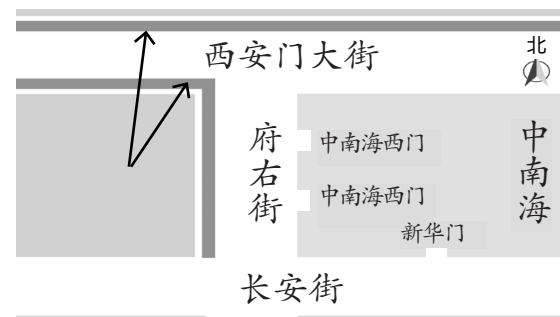 西安门大街
北
府右街
中南海西门
中南海
中南海西门
新华门
长安街